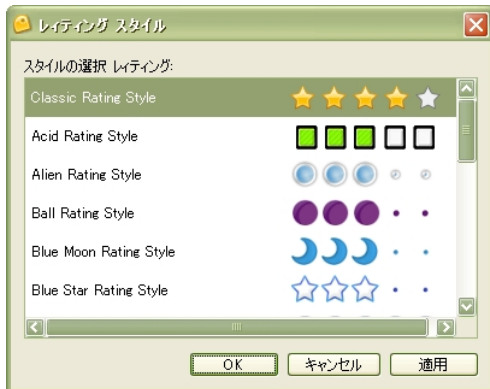 レイティング スタイル
スタイルの選択 レイティング:
Classic Rating Style
Acid Rating Style
Alien Rating Style
Ball Rating Style
Blue Moon Rating Style
Blue Star Rating Style
OK キャンセル 適用